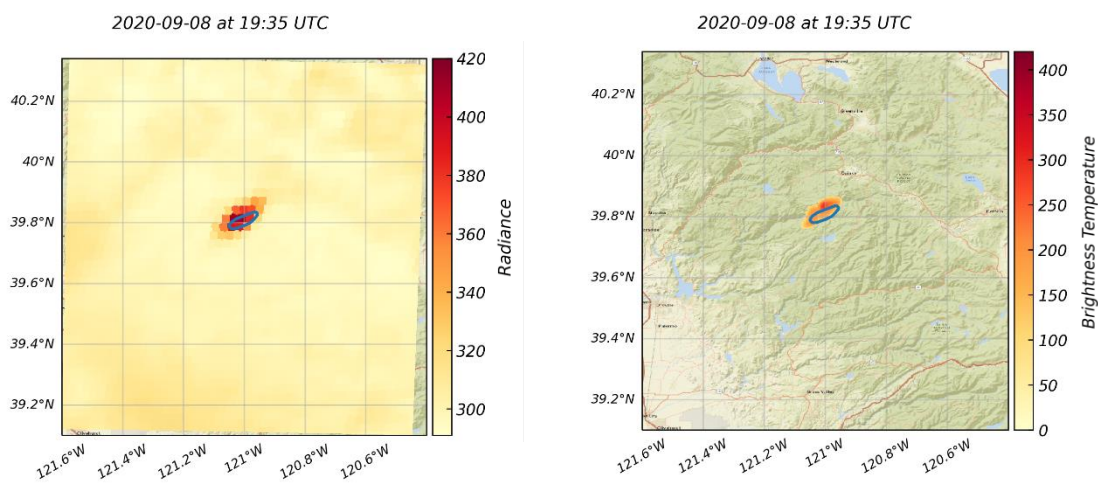 2020-09-08 at 19:35 UTC
40.2°N
40°N
39.8°N
39.6°N
39.4°N
39.2°N
121.6°W
121.4°W
121.2°W
121°W
120.8°W
120.6°W
420
400
380
360
340
320
300
Radiance
2020-09-08 at 19:35 UTC
40.2°N
40°N
39.8°N
39.6°N
39.4°N
39.2°N
121.6°W
121.4°W
121.2°W
121°W
120.8°W
120.6°W
400
350
300
250
200
150
100
50
0
Brightness Temperature